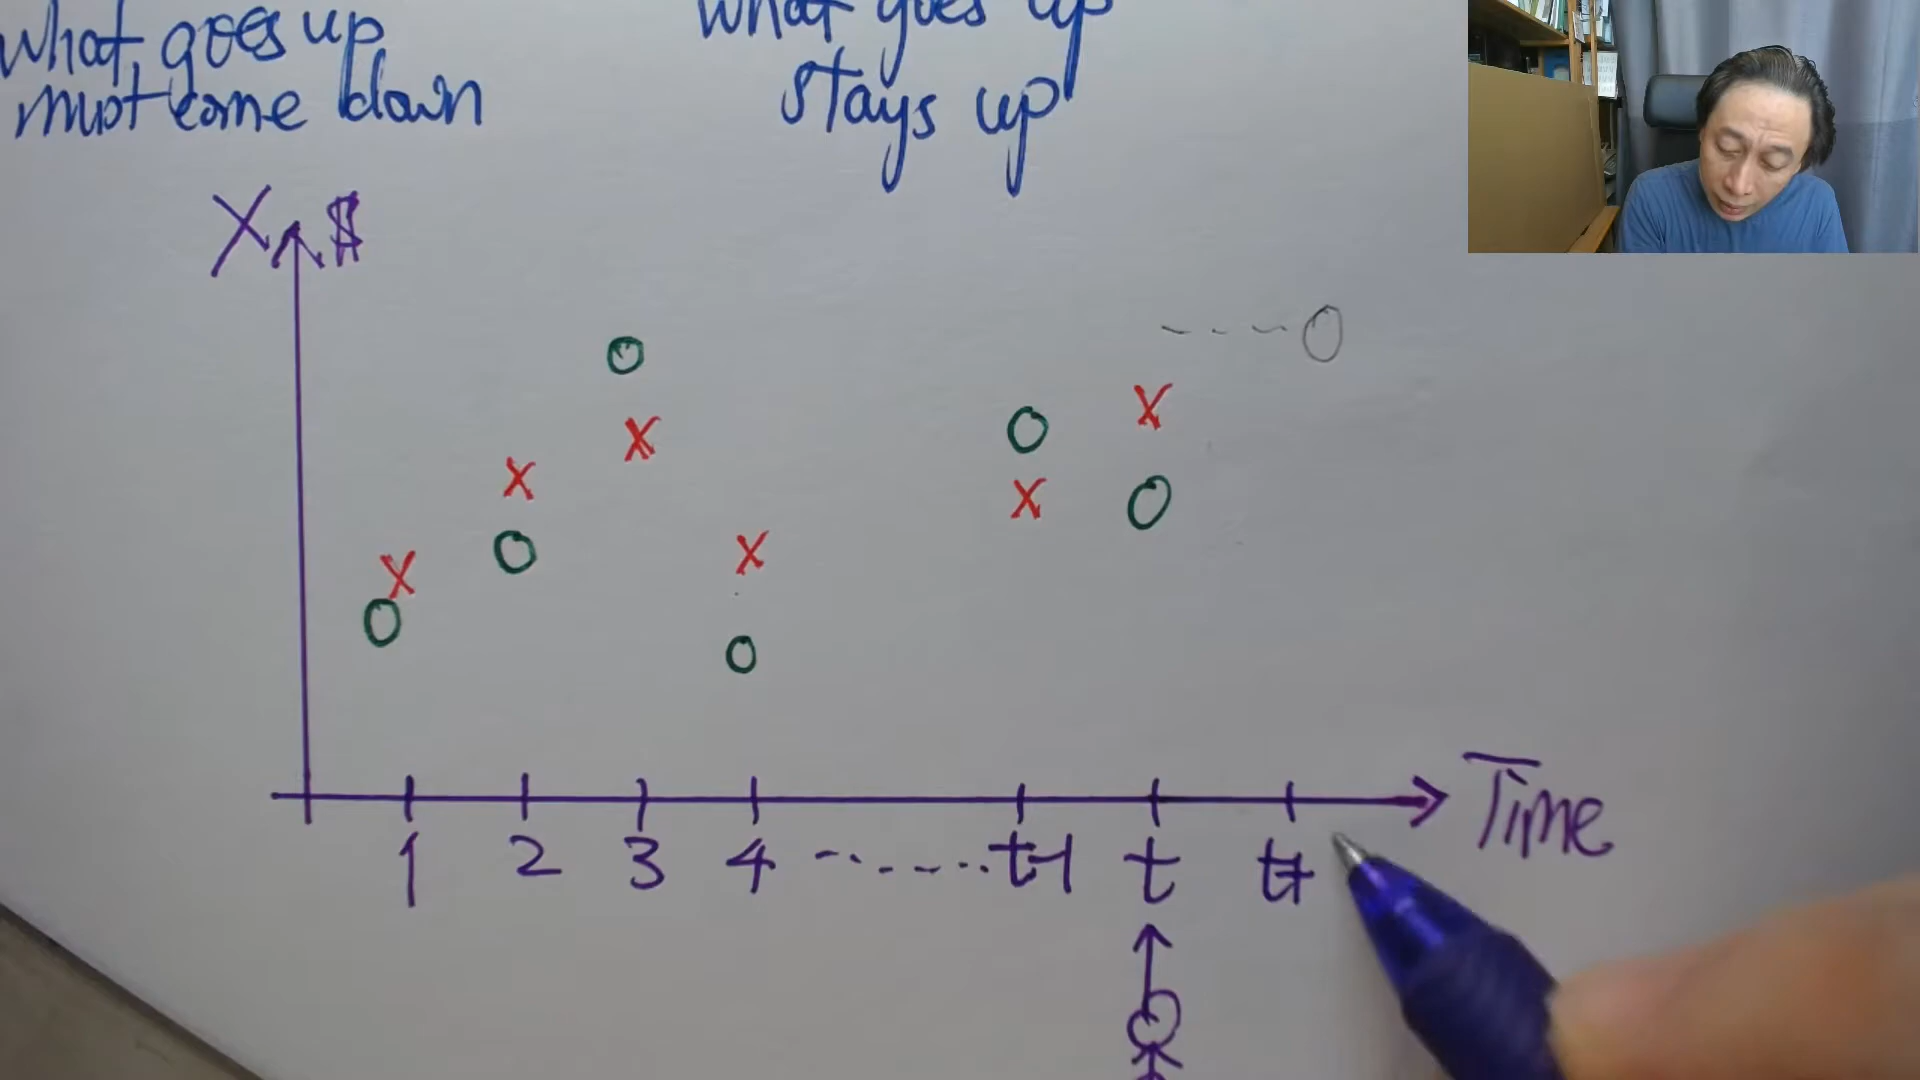 What goes up
must come down
What goes up
stays up
X $
O
O
X
X
O
X
O
X
X
O
X
O
X
O
Time
1 2 3 4 ........ t-1 t t+1